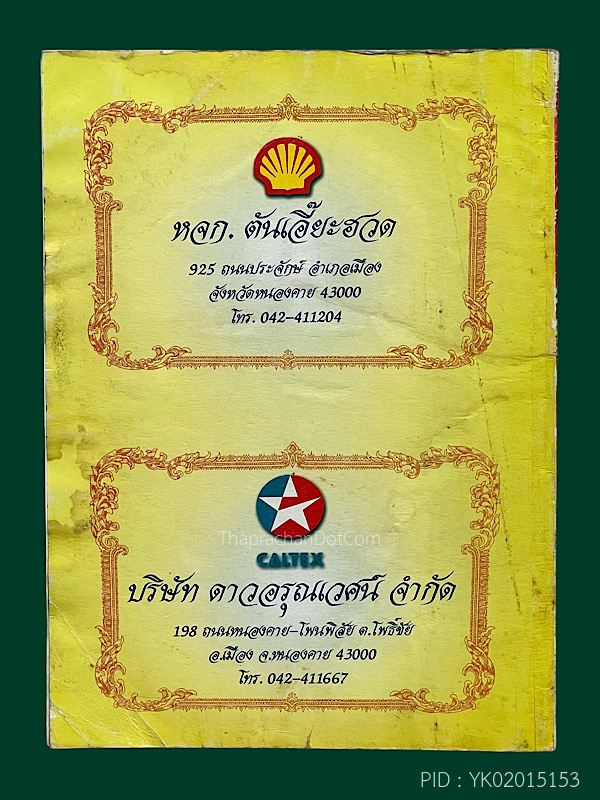 หจก. ตันเอี๊ยะฮวด
925 ถนนประจักษ์ อำเภอเมือง
จังหวัดหนองคาย 43000
โทร. 042-411204
ThaprachanDotCom
CALTEX
บริษัท ดาวอรุณเวศน์ จำกัด
198 ถนนหนองคาย-โพนพิสัย ต.โพธิ์ชัย
อ.เมือง จ.หนองคาย 43000
โทร. 042-411667
PID : YK02015153